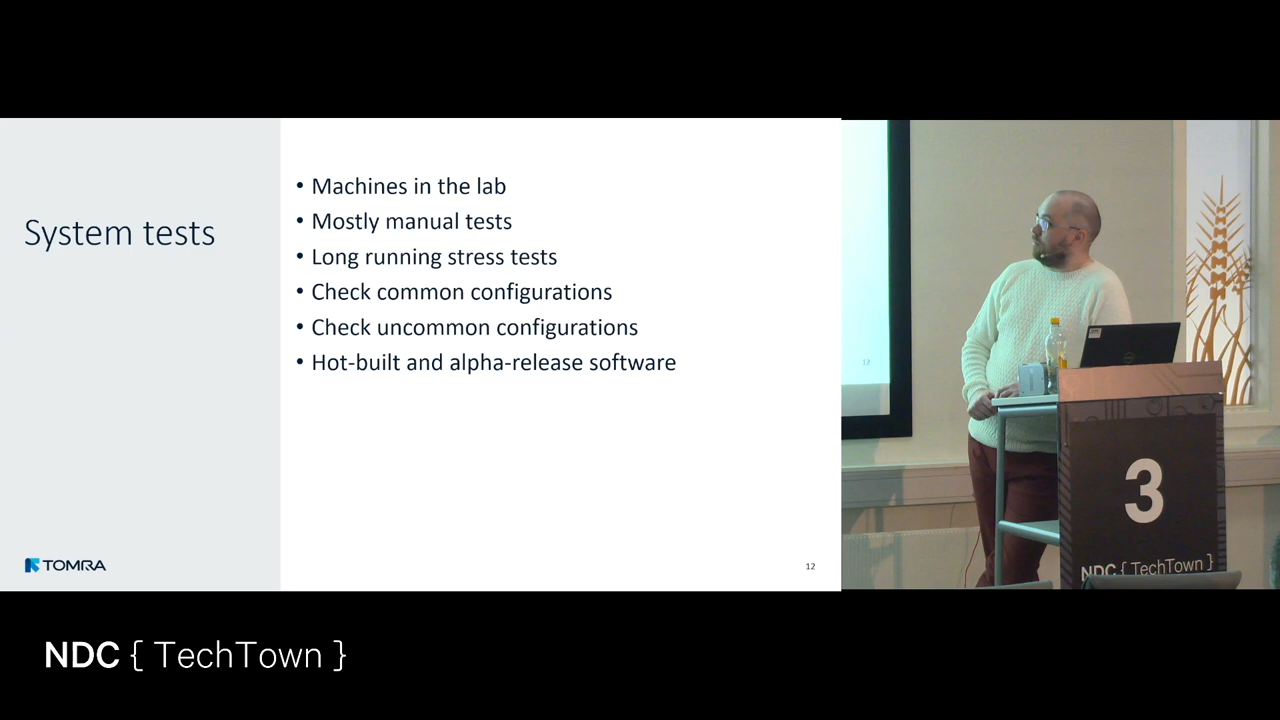 System tests
• Machines in the lab
• Mostly manual tests
• Long running stress tests
• Check common configurations
• Check uncommon configurations
• Hot-built and alpha-release software
TOMRA
12
12
3
NDC { TechTown }
NDC { TechTown }